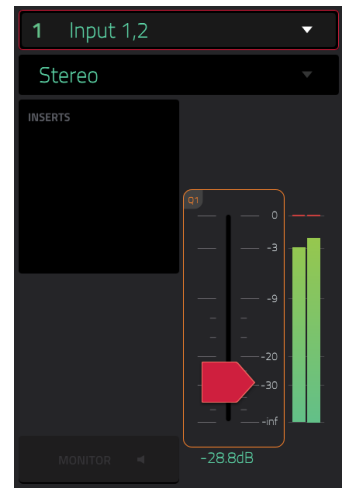 1 Input 1,2
Stereo
INSERTS
Q1
0
-3
-9
-20
-30
-inf
MONITOR
-28.8dB